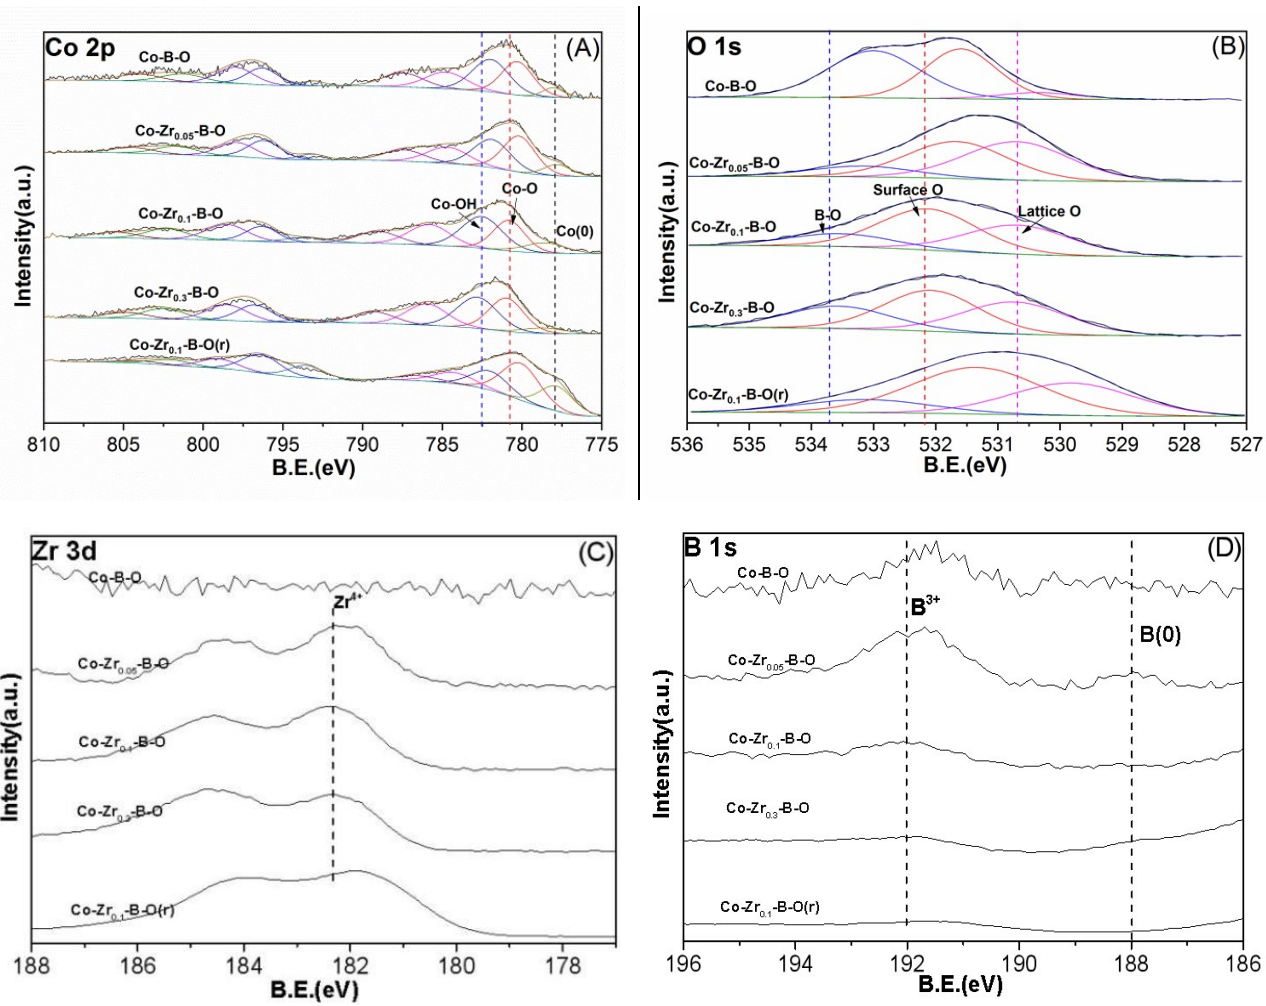 Co 2p
(A)
Co-B-O
Co-Zr0.05-B-O
Co-Zr0.1-B-O
Co-OH
Co-O
Co(0)
Co-Zr0.3-B-O
Co-Zr0.1-B-O(r)
Intensity(a.u.)
810 805 800 795 790 785 780 775
B.E.(eV)
O 1s
(B)
Co-B-O
Co-Zr0.05-B-O
Surface O
B-O
Lattice O
Co-Zr0.1-B-O
Co-Zr0.3-B-O
Co-Zr0.1-B-O(r)
Intensity(a.u.)
536 535 534 533 532 531 530 529 528 527
B.E.(eV)
Zr 3d
(C)
Co-B-O
Zr4+
Co-Zr0.05-B-O
Co-Zr0.1-B-O
Co-Zr0.3-B-O
Co-Zr0.1-B-O(r)
Intensity(a.u.)
188 186 184 182 180 178
B.E.(eV)
B 1s
(D)
Co-B-O
B3+
B(0)
Co-Zr0.05-B-O
Co-Zr0.1-B-O
Co-Zr0.3-B-O
Co-Zr0.1-B-O(r)
Intensity(a.u.)
196 194 192 190 188 186
B.E.(eV)